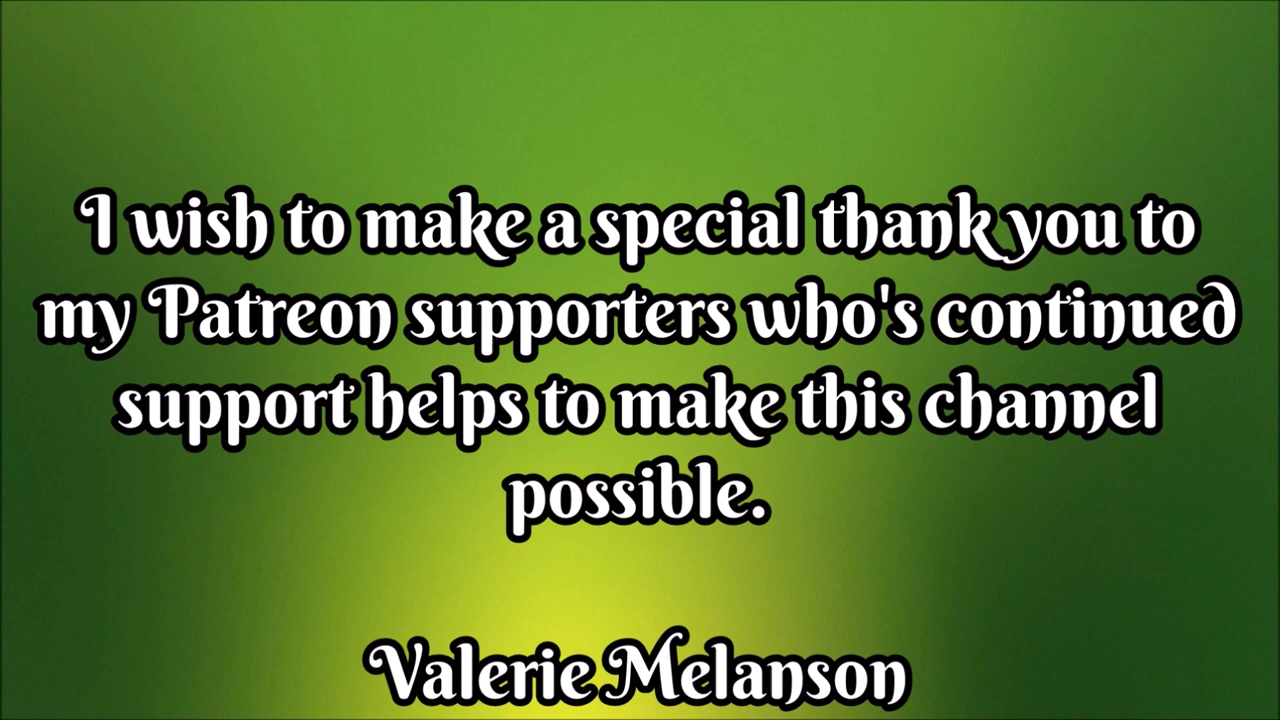 I wish to make a special thank you to
my Patreon supporters who's continued
support helps to make this channel
possible.
Valerie Melanson